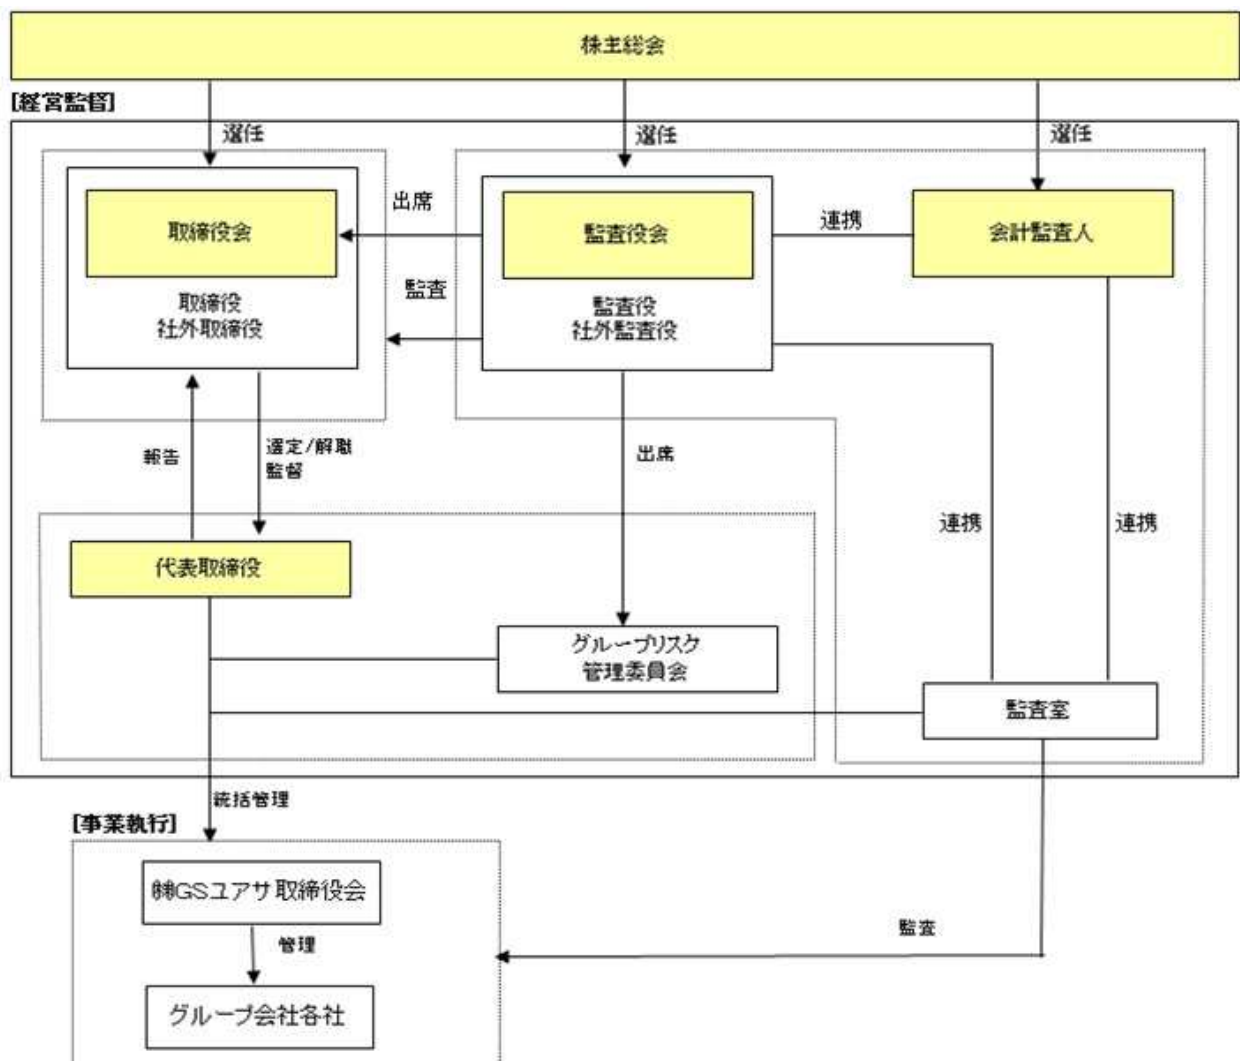 株主総会
[経営監督]
選任
選任
選任
取締役会
取締役
社外取締役
出席
監査
監査役会
監査役
社外監査役
連携
会計監査人
報告
選定/解職
監督
出席
連携
連携
代表取締役
グループリスク
管理委員会
監査室
統括管理
[事業執行]
㈱GSユアサ取締役会
管理
グループ会社各社
監査